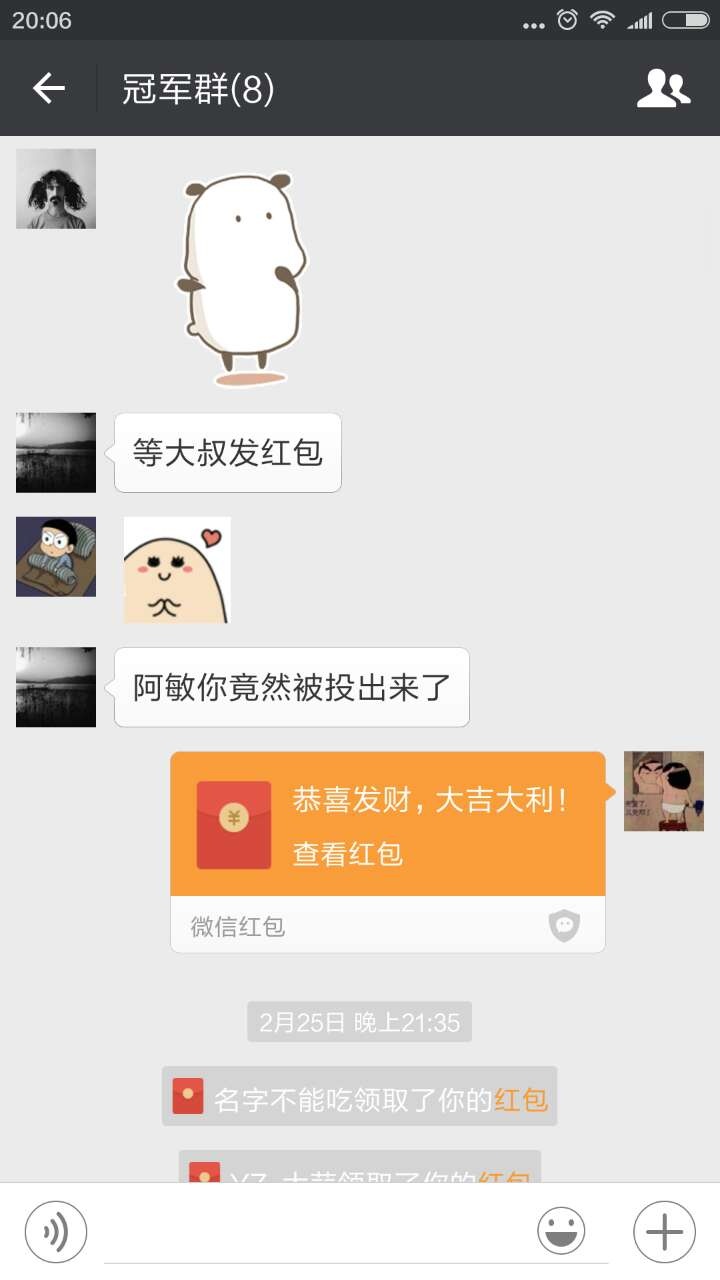 20:06
冠军群(8)
等大叔发红包
阿敏你竟然被投出来了
恭喜发财，大吉大利！
查看红包
微信红包
2月25日 晚上21:35
名字不能吃领取了你的红包
领取了你的红包